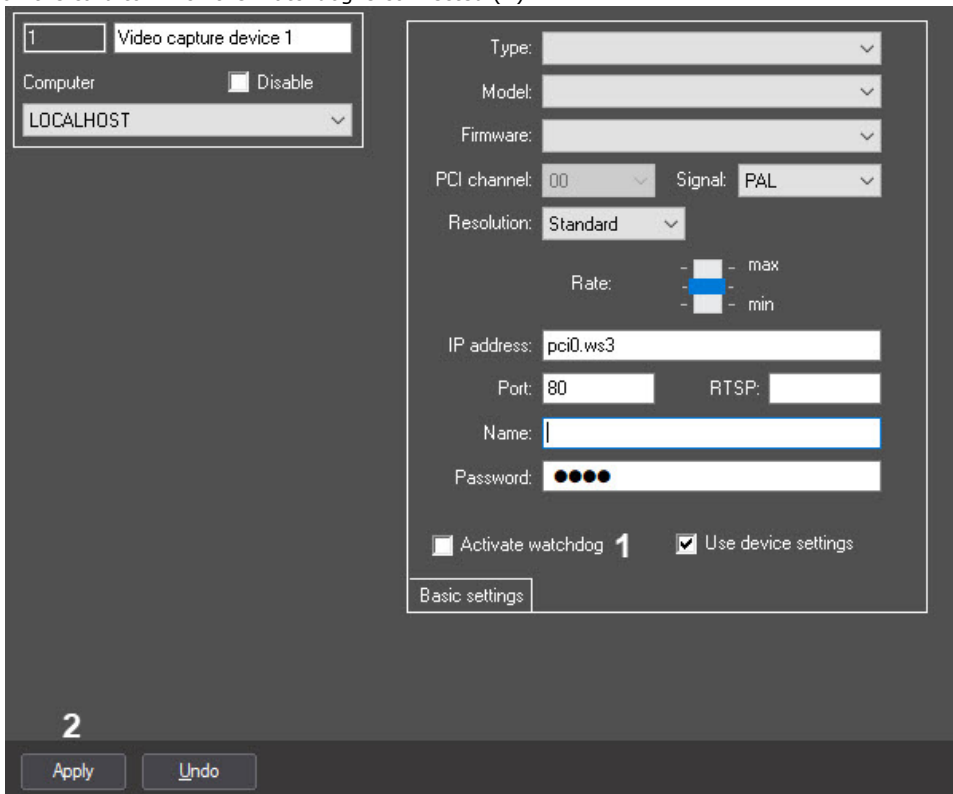 1 Video capture device 1
Computer Disable
LOCALHOST
Type:
Model:
Firmware:
PCI channel: 00 Signal: PAL
Resolution: Standard
Rate: max
min
IP address: pci0.ws3
Port: 80 RTSP:
Name:
Password: ●●●●
Activate watchdog 1 Use device settings
Basic settings
2
Apply Undo